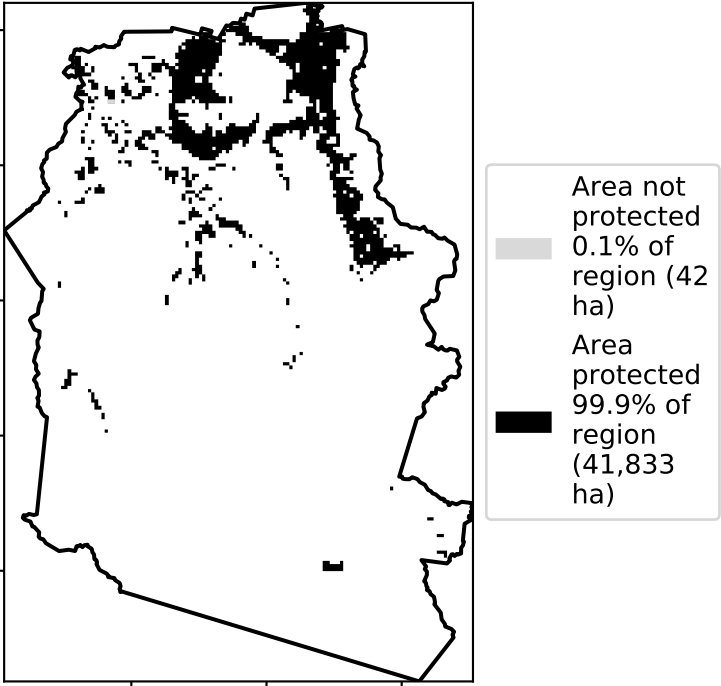 Area not
protected
0.1% of
region (42
ha)
Area
protected
99.9% of
region
(41,833
ha)